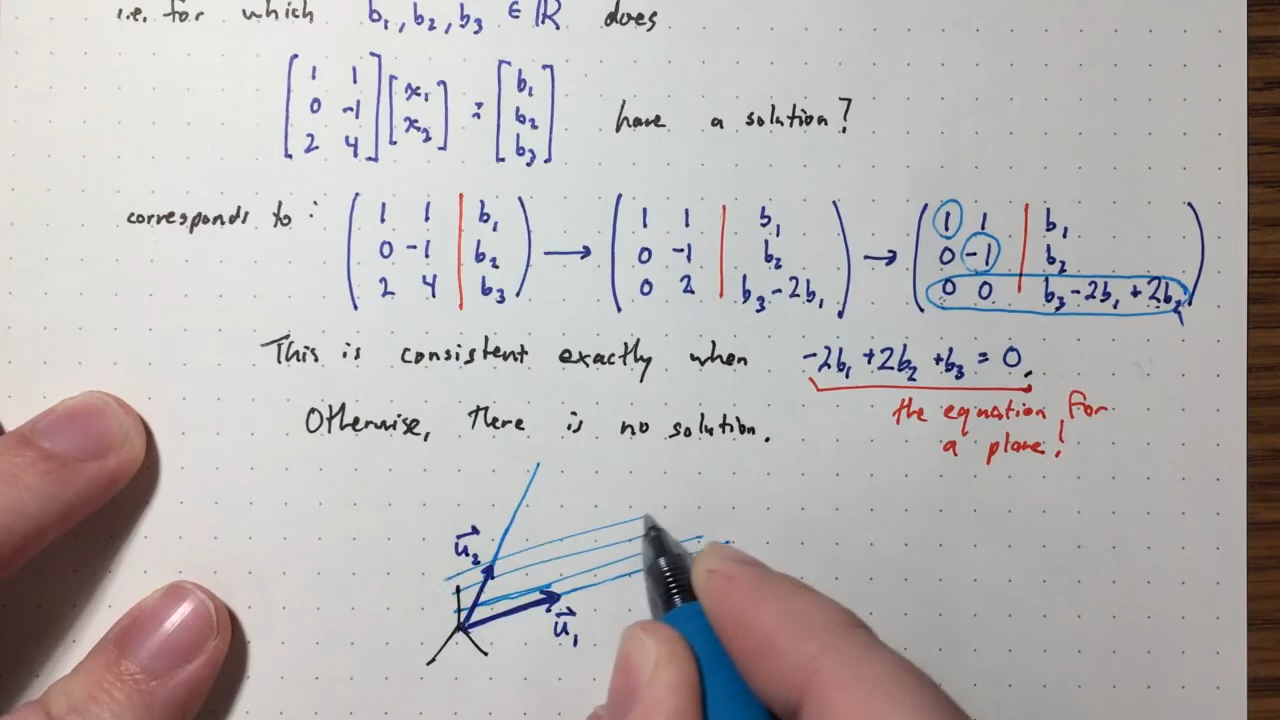 i.e. for which b₁, b₂, b₃ ∈ ℝ does
[1 1; 0 -1; 2 4] [x₁; x₂] = [b₁; b₂; b₃] have a solution?
corresponds to: (1 1 | b₁; 0 -1 | b₂; 2 4 | b₃) → (1 1 | b₁; 0 -1 | b₂; 0 2 | b₃-2b₁) → (1 1 | b₁; 0 -1 | b₂; 0 0 | b₃-2b₁+2b₂)
This is consistent exactly when -2b₁+2b₂+b₃=0.
the equation for
a plane!
Otherwise, there is no solution.
u⃗₂
u⃗₁